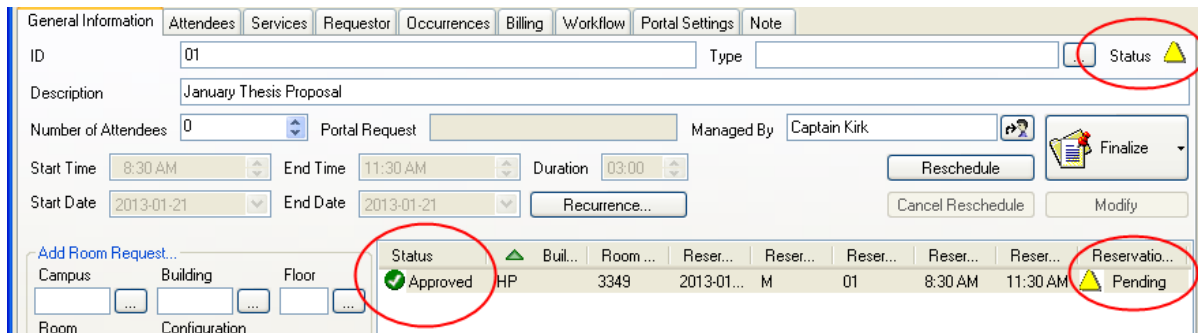 General Information Attendees Services Requestor Occurrences Billing Workflow Portal Settings Note
ID 01 Type ... Status
Description January Thesis Proposal
Number of Attendees 0 Portal Request Managed By Captain Kirk Finalize
Start Time 8:30 AM End Time 11:30 AM Duration 03:00 Reschedule
Start Date 2013-01-21 End Date 2013-01-21 Recurrence... Cancel Reschedule Modify
Add Room Request... Status Buil... Room ... Reser... Reser... Reser... Reser... Reser... Reservatio...
Campus Building Floor Approved HP 3349 2013-01... M 01 8:30 AM 11:30 AM Pending
... ... ...
Room Configuration